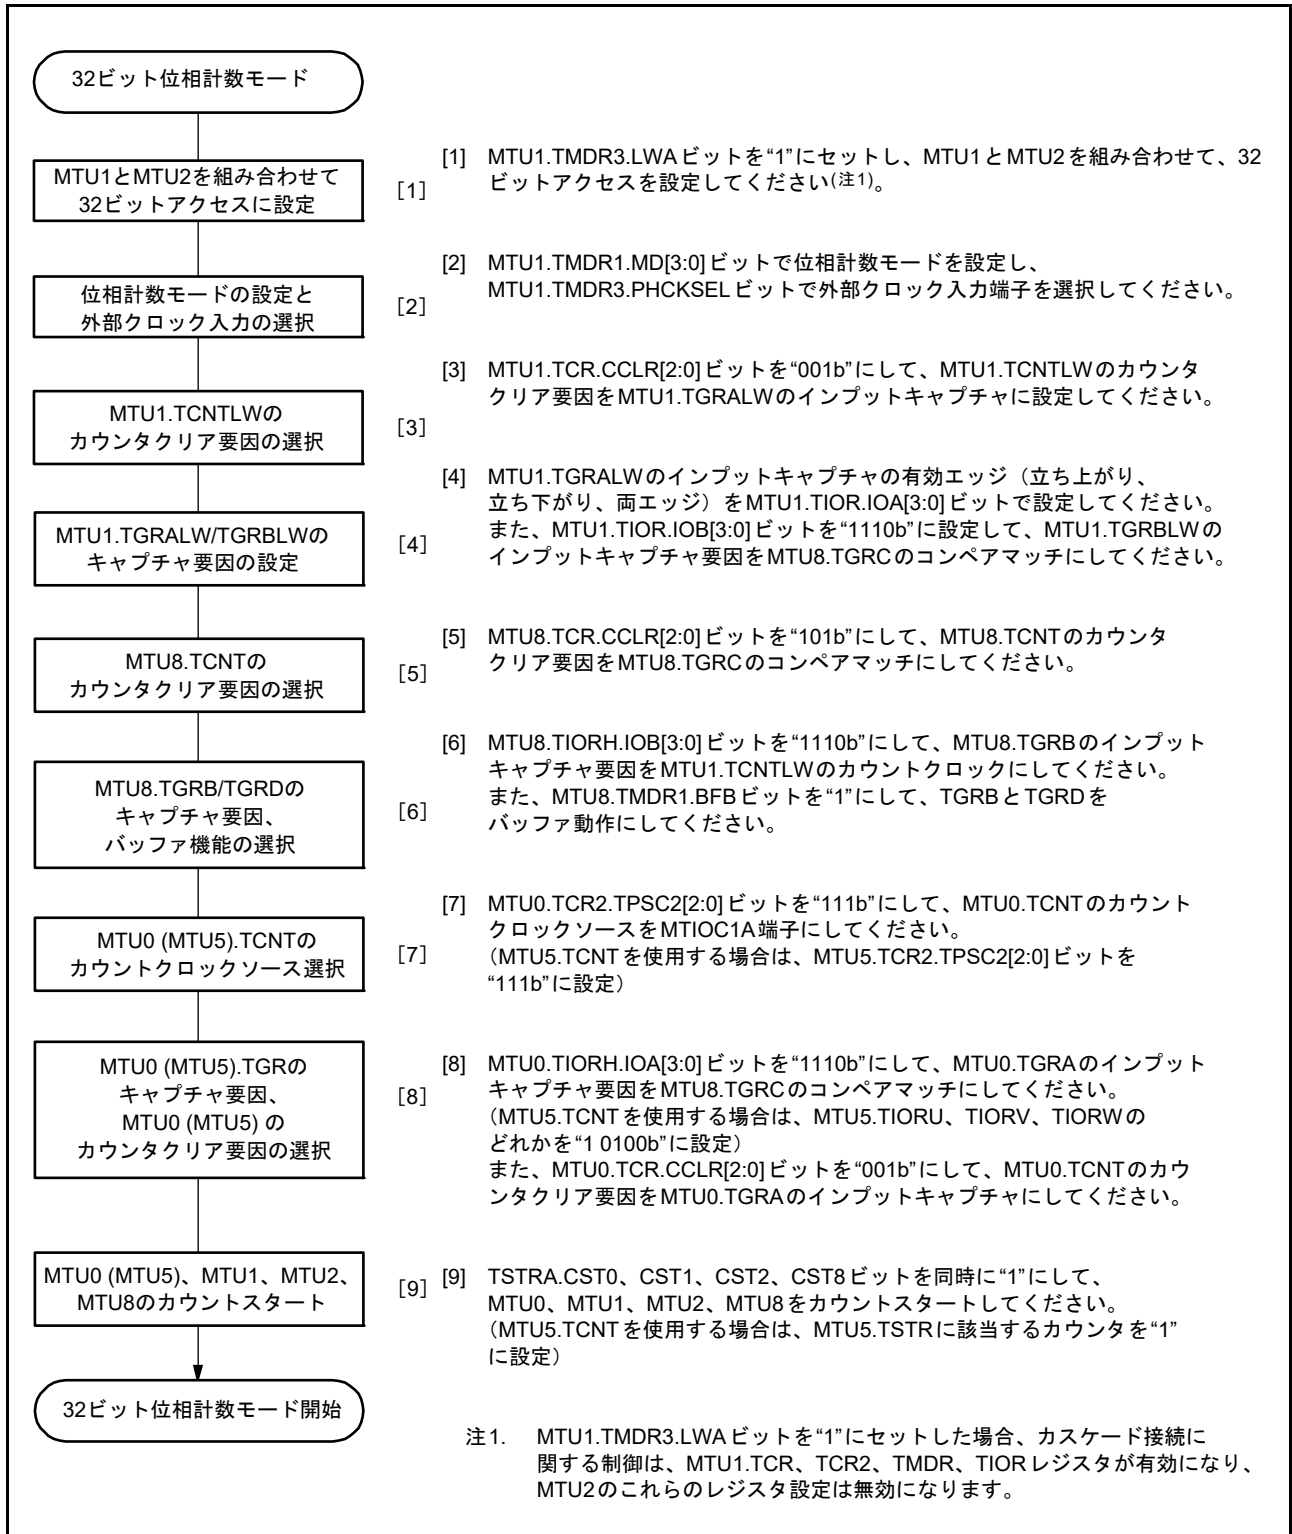 32ビット位相計数モード
MTU1とMTU2を組み合わせて
32ビットアクセスに設定
[1]
[1] MTU1.TMDR3.LWAビットを“1”にセットし、MTU1とMTU2を組み合わせて、32
ビットアクセスを設定してください(注1)。
位相計数モードの設定と
外部クロック入力の選択
[2]
[2] MTU1.TMDR1.MD[3:0]ビットで位相計数モードを設定し、
MTU1.TMDR3.PHCKSELビットで外部クロック入力端子を選択してください。
MTU1.TCNTLWの
カウンタクリア要因の選択
[3]
[3] MTU1.TCR.CCLR[2:0]ビットを“001b”にして、MTU1.TCNTLWのカウンタ
クリア要因をMTU1.TGRALWのインプットキャプチャに設定してください。
MTU1.TGRALW/TGRBLWの
キャプチャ要因の設定
[4]
[4] MTU1.TGRALWのインプットキャプチャの有効エッジ（立ち上がり、
立ち下がり、両エッジ）をMTU1.TIOR.IOA[3:0]ビットで設定してください。
また、MTU1.TIOR.IOB[3:0]ビットを“1110b”に設定して、MTU1.TGRBLWの
インプットキャプチャ要因をMTU8.TGRCのコンペアマッチにしてください。
MTU8.TCNTの
カウンタクリア要因の選択
[5]
[5] MTU8.TCR.CCLR[2:0]ビットを“101b”にして、MTU8.TCNTのカウンタ
クリア要因をMTU8.TGRCのコンペアマッチにしてください。
MTU8.TGRB/TGRDの
キャプチャ要因、
バッファ機能の選択
[6]
[6] MTU8.TIORH.IOB[3:0]ビットを“1110b”にして、MTU8.TGRBのインプット
キャプチャ要因をMTU1.TCNTLWのカウントクロックにしてください。
また、MTU8.TMDR1.BFBビットを“1”にして、TGRBとTGRDを
バッファ動作にしてください。
MTU0 (MTU5).TCNTの
カウントクロックソース選択
[7]
[7] MTU0.TCR2.TPSC2[2:0]ビットを“111b”にして、MTU0.TCNTのカウント
クロックソースをMTIOC1A端子にしてください。
（MTU5.TCNTを使用する場合は、MTU5.TCR2.TPSC2[2:0]ビットを
“111b”に設定）
MTU0 (MTU5).TGRの
キャプチャ要因、
MTU0 (MTU5) の
カウンタクリア要因の選択
[8]
[8] MTU0.TIORH.IOA[3:0]ビットを“1110b”にして、MTU0.TGRAのインプット
キャプチャ要因をMTU8.TGRCのコンペアマッチにしてください。
（MTU5.TCNTを使用する場合は、MTU5.TIORU、TIORV、TIORWの
どれかを“1 0100b”に設定）
また、MTU0.TCR.CCLR[2:0]ビットを“001b”にして、MTU0.TCNTのカウ
ンタクリア要因をMTU0.TGRAのインプットキャプチャにしてください。
MTU0 (MTU5)、MTU1、MTU2、
MTU8のカウントスタート
[9]
[9] TSTRA.CST0、CST1、CST2、CST8ビットを同時に“1”にして、
MTU0、MTU1、MTU2、MTU8をカウントスタートしてください。
（MTU5.TCNTを使用する場合は、MTU5.TSTRに該当するカウンタを“1”
に設定）
32ビット位相計数モード開始
注1. MTU1.TMDR3.LWAビットを“1”にセットした場合、カスケード接続に
関する制御は、MTU1.TCR、TCR2、TMDR、TIORレジスタが有効になり、
MTU2のこれらのレジスタ設定は無効になります。